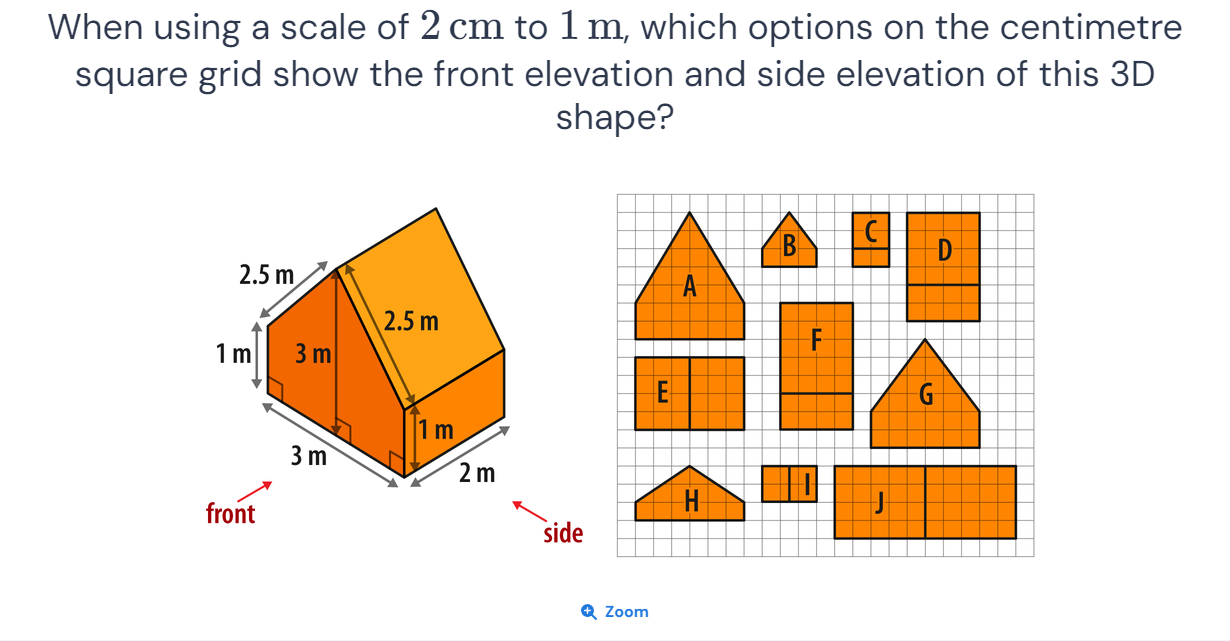 When using a scale of 2 cm to 1 m, which options on the centimetre
square grid show the front elevation and side elevation of this 3D
shape?
2.5 m
2.5 m
1 m
3 m
1 m
3 m
2 m
front
side
A
B
C
D
E
F
G
H
I
J
Zoom